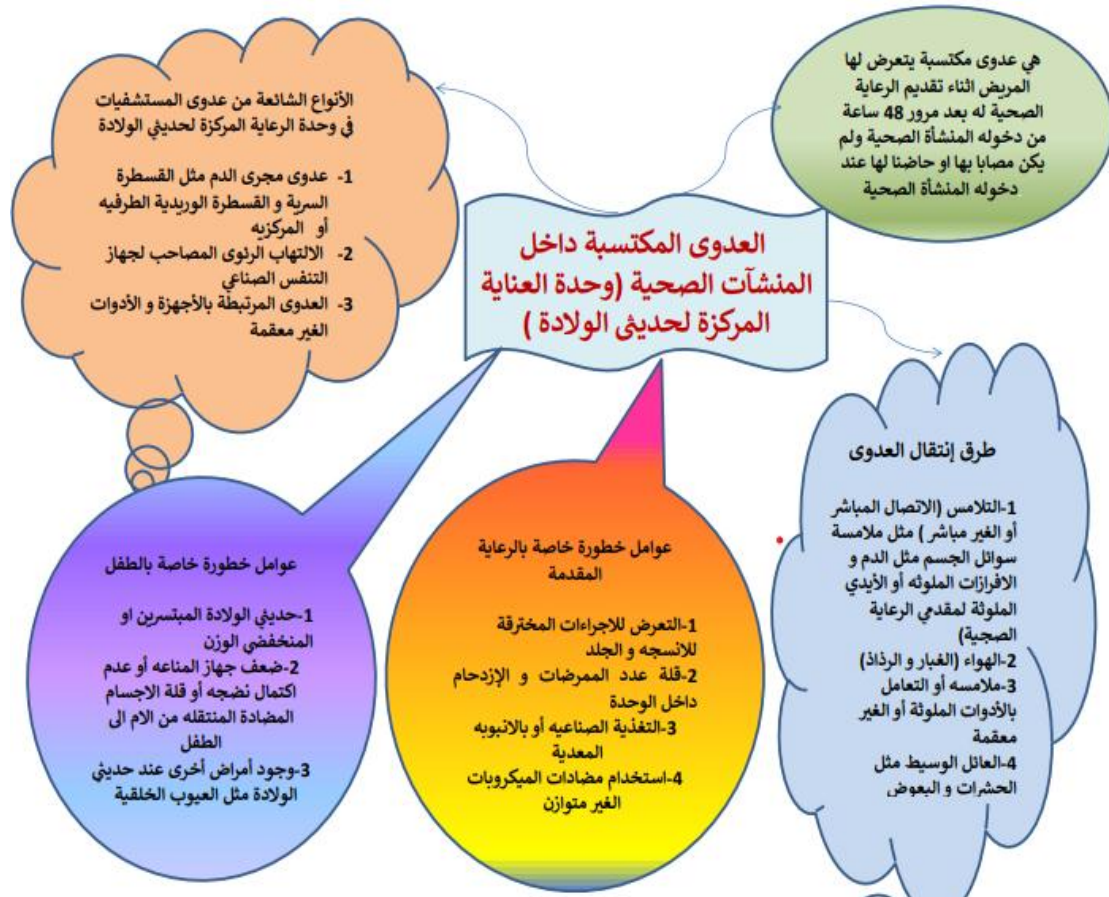 العدوى المكتسبة داخل
المنشآت الصحية (وحدة العناية
المركزة لحديثى الولادة )
هي عدوى مكتسبة يتعرض لها
المريض اثناء تقديم الرعاية
الصحية له بعد مرور 48 ساعة
من دخوله المنشأة الصحية ولم
يكن مصابا بها او حاضنا لها عند
دخوله المنشأة الصحية
الأنواع الشائعة من عدوى المستشفيات
في وحدة الرعاية المركزة لحديثي الولادة
1- عدوى مجرى الدم مثل القسطرة
السرية و القسطرة الوريدية الطرفيه
أو المركزيه
2- الالتهاب الرئوى المصاحب لجهاز
التنفس الصناعي
3- العدوى المرتبطة بالأجهزة و الأدوات
الغير معقمة
طرق إنتقال العدوى
1-التلامس (الاتصال المباشر
أو الغير مباشر ) مثل ملامسة
سوائل الجسم مثل الدم و
الافرازات الملوثه أو الأيدي
الملوثة لمقدمي الرعاية
الصحية)
2-الهواء (الغبار و الرذاذ)
3-ملامسه أو التعامل
بالأدوات الملوثة أو الغير
معقمة
4-العائل الوسيط مثل
الحشرات و البعوض
عوامل خطورة خاصة بالرعاية
المقدمة
1-التعرض للاجراءات المخترقة
للانسجه و الجلد
2-قلة عدد الممرضات و الإزدحام
داخل الوحدة
3-التغذية الصناعيه أو بالانبوبه
المعدية
4-استخدام مضادات الميكروبات
الغير متوازن
عوامل خطورة خاصة بالطفل
1-حديثي الولادة المبتسرين او
المنخفضي الوزن
2-ضعف جهاز المناعه أو عدم
اكتمال نضجه أو قلة الاجسام
المضادة المنتقله من الام الى
الطفل
3-وجود أمراض أخرى عند حديثي
الولادة مثل العيوب الخلقية